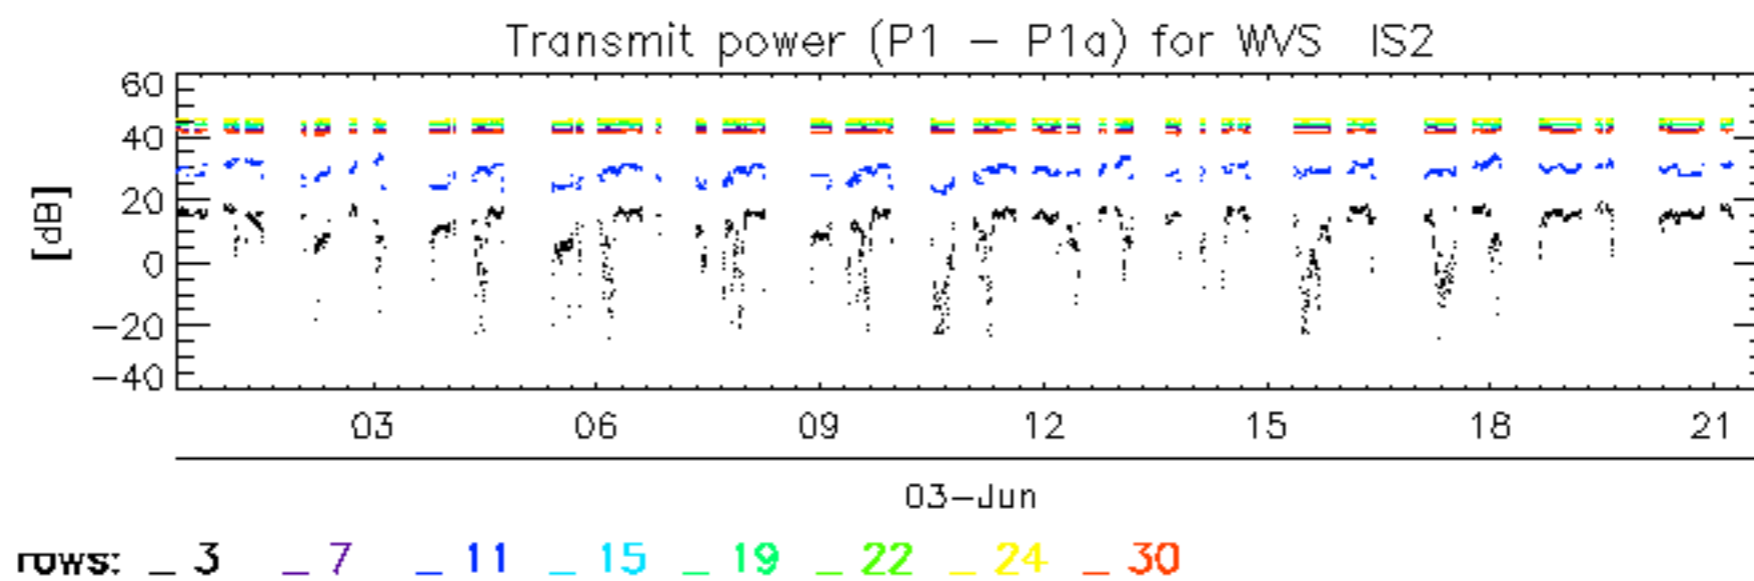 Transmit power (P1 - P1a) for WVS IS2
60
40
20
0
-20
-40
[dB]
03 06 09 12 15 18 21
03-Jun
rows: _ 3 _ 7 _ 11 _ 15 _ 19 _ 22 _ 24 _ 30